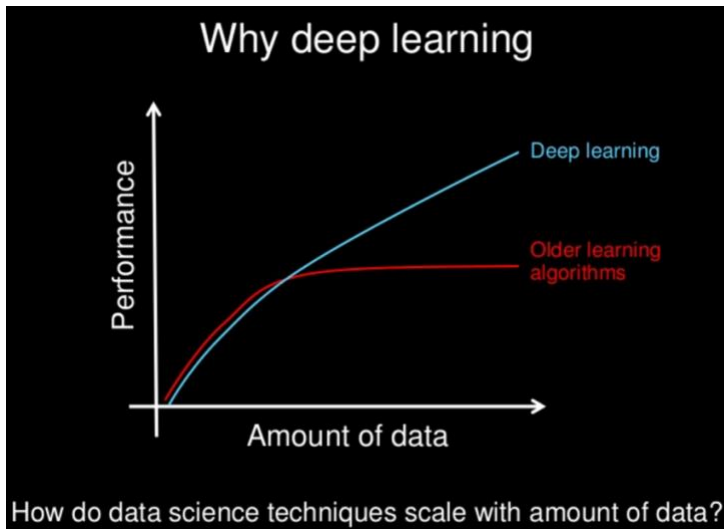 Why deep learning
Performance
Deep learning
Older learning
algorithms
Amount of data
How do data science techniques scale with amount of data?